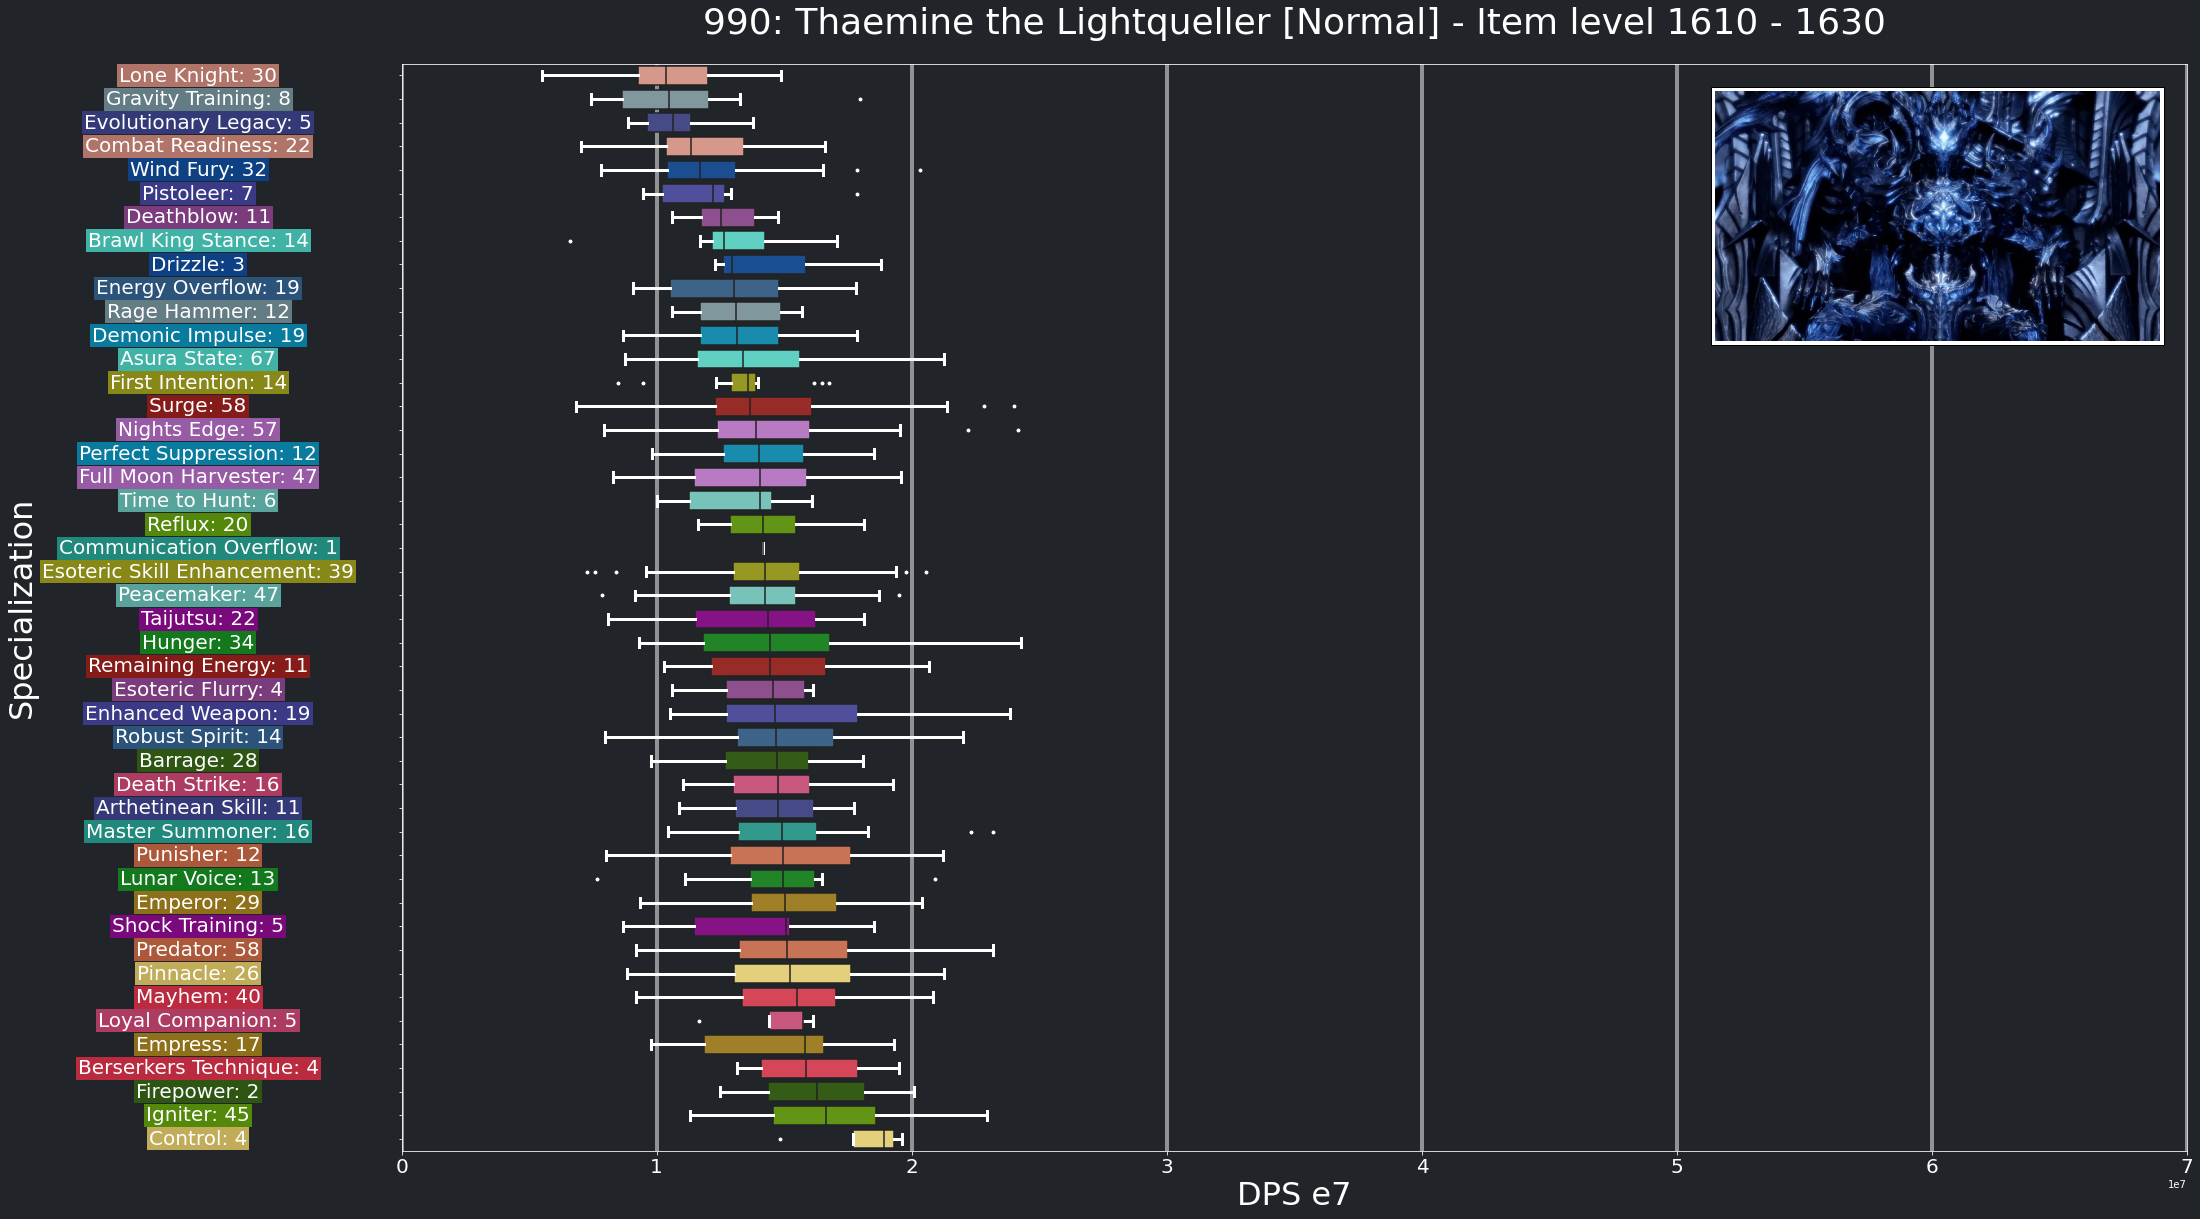 990: Thaemine the Lightqueller [Normal] - Item level 1610 - 1630
Specialization
Lone Knight: 30
Gravity Training: 8
Evolutionary Legacy: 5
Combat Readiness: 22
Wind Fury: 32
Pistoleer: 7
Deathblow: 11
Brawl King Stance: 14
Drizzle: 3
Energy Overflow: 19
Rage Hammer: 12
Demonic Impulse: 19
Asura State: 67
First Intention: 14
Surge: 58
Nights Edge: 57
Perfect Suppression: 12
Full Moon Harvester: 47
Time to Hunt: 6
Reflux: 20
Communication Overflow: 1
Esoteric Skill Enhancement: 39
Peacemaker: 47
Taijutsu: 22
Hunger: 34
Remaining Energy: 11
Esoteric Flurry: 4
Enhanced Weapon: 19
Robust Spirit: 14
Barrage: 28
Death Strike: 16
Arthetinean Skill: 11
Master Summoner: 16
Punisher: 12
Lunar Voice: 13
Emperor: 29
Shock Training: 5
Predator: 58
Pinnacle: 26
Mayhem: 40
Loyal Companion: 5
Empress: 17
Berserkers Technique: 4
Firepower: 2
Igniter: 45
Control: 4
0 1 2 3 4 5 6 7
1e7
DPS e7